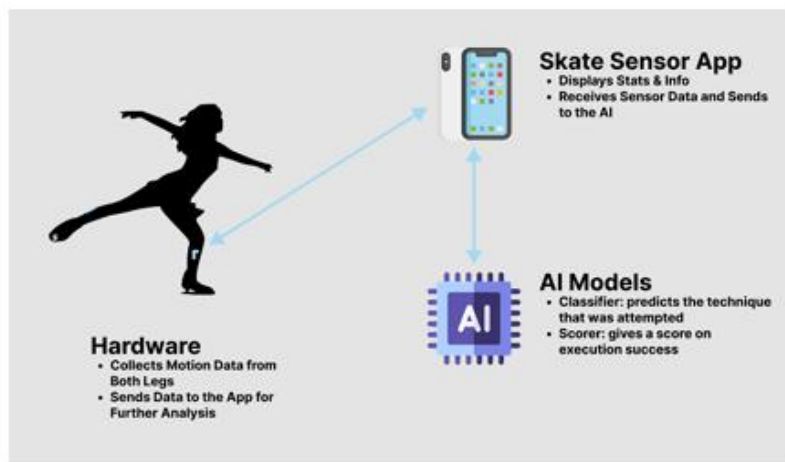 Skate Sensor App
• Displays Stats & Info
• Receives Sensor Data and Sends
to the AI
AI
AI Models
• Classifier: predicts the technique
that was attempted
• Scorer: gives a score on
execution success
Hardware
• Collects Motion Data from
Both Legs
• Sends Data to the App for
Further Analysis